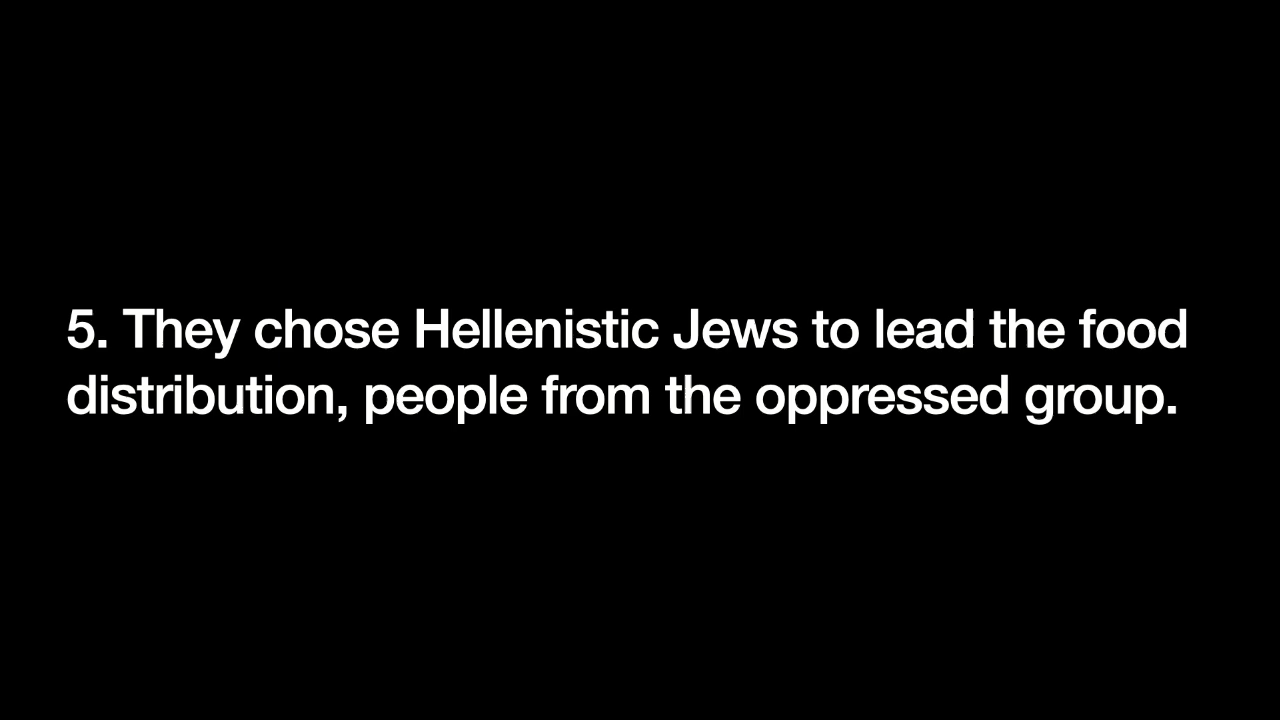 5. They chose Hellenistic Jews to lead the food
distribution, people from the oppressed group.